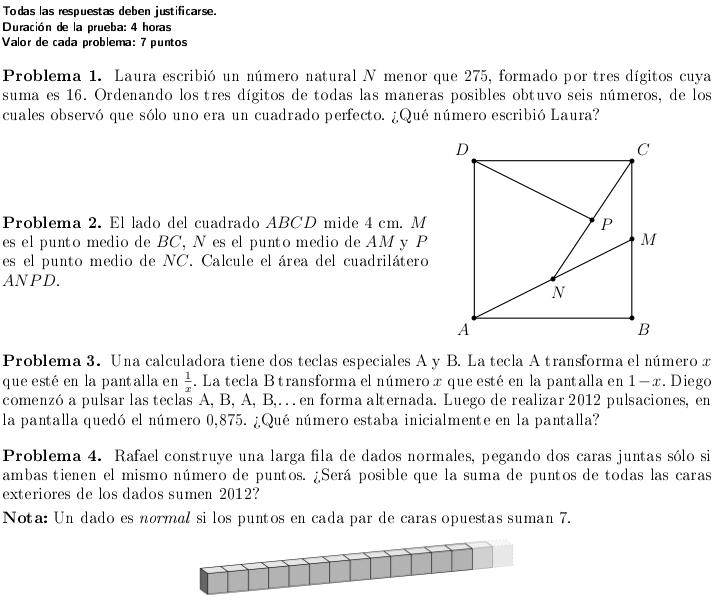 Todas las respuestas deben justificarse.
Duración de la prueba: 4 horas
Valor de cada problema: 7 puntos
Problema 1. Laura escribió un número natural N menor que 275, formado por tres dígitos cuya
suma es 16. Ordenando los tres dígitos de todas las maneras posibles obtuvo seis números, de los
cuales observó que sólo uno era un cuadrado perfecto. ¿Qué número escribió Laura?
Problema 2. El lado del cuadrado ABCD mide 4 cm. M
es el punto medio de BC, N es el punto medio de AM y P
es el punto medio de NC. Calcule el área del cuadrilátero
ANPD.
D
C
P
M
N
A
B
Problema 3. Una calculadora tiene dos teclas especiales A y B. La tecla A transforma el número x
que esté en la pantalla en 1/x. La tecla B transforma el número x que esté en la pantalla en 1−x. Diego
comenzó a pulsar las teclas A, B, A, B,... en forma alternada. Luego de realizar 2012 pulsaciones, en
la pantalla quedó el número 0,875. ¿Qué número estaba inicialmente en la pantalla?
Problema 4. Rafael construye una larga fila de dados normales, pegando dos caras juntas sólo si
ambas tienen el mismo número de puntos. ¿Será posible que la suma de puntos de todas las caras
exteriores de los dados sumen 2012?
Nota: Un dado es normal si los puntos en cada par de caras opuestas suman 7.